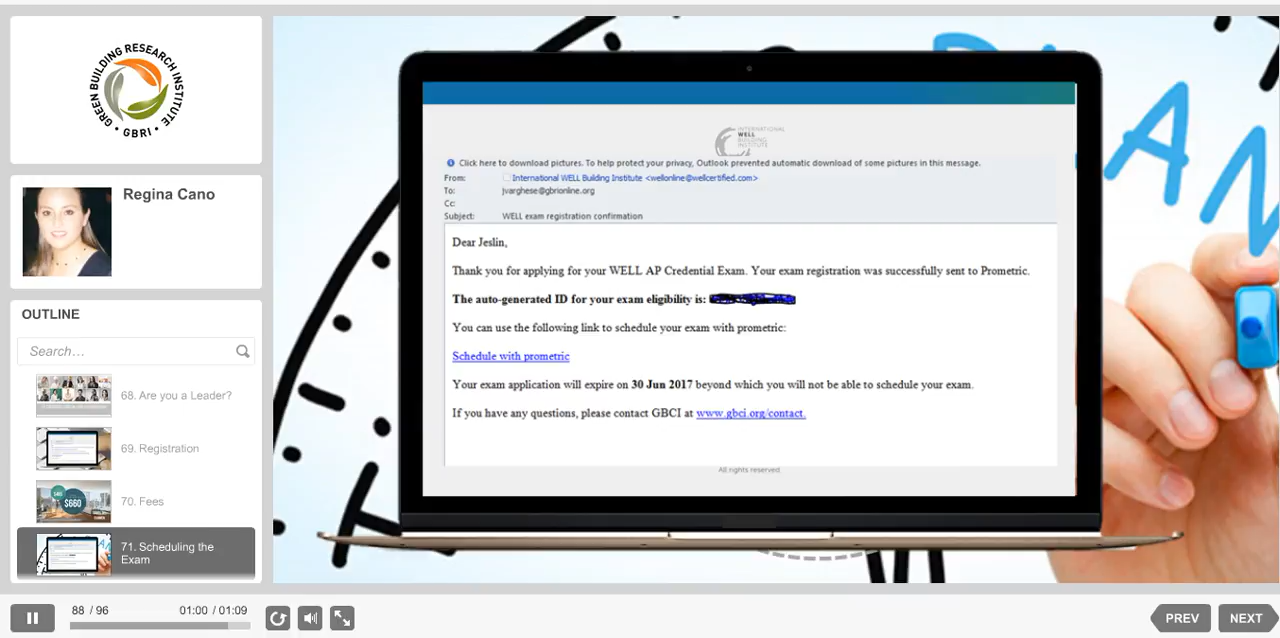 GREEN BUILDING RESEARCH INSTITUTE
• GBRI •
Regina Cano
OUTLINE
Search...
68. Are you a Leader?
69. Registration
$660
70. Fees
71. Scheduling the
Exam
88 / 96
01:00 / 01:09
PLAN
INTERNATIONAL
WELL
BUILDING
INSTITUTE
Click here to download pictures. To help protect your privacy, Outlook prevented automatic download of some pictures in this message.
From: International WELL Building Institute <wellonline@wellcertified.com>
To: jvarghese@gbrionline.org
Cc:
Subject: WELL exam registration confirmation
Dear Jeslin,
Thank you for applying for your WELL AP Credential Exam. Your exam registration was successfully sent to Prometric.
The auto-generated ID for your exam eligibility is:
You can use the following link to schedule your exam with prometric:
Schedule with prometric
Your exam application will expire on 30 Jun 2017 beyond which you will not be able to schedule your exam.
If you have any questions, please contact GBCI at www.gbci.org/contact.
All rights reserved
PREV
NEXT